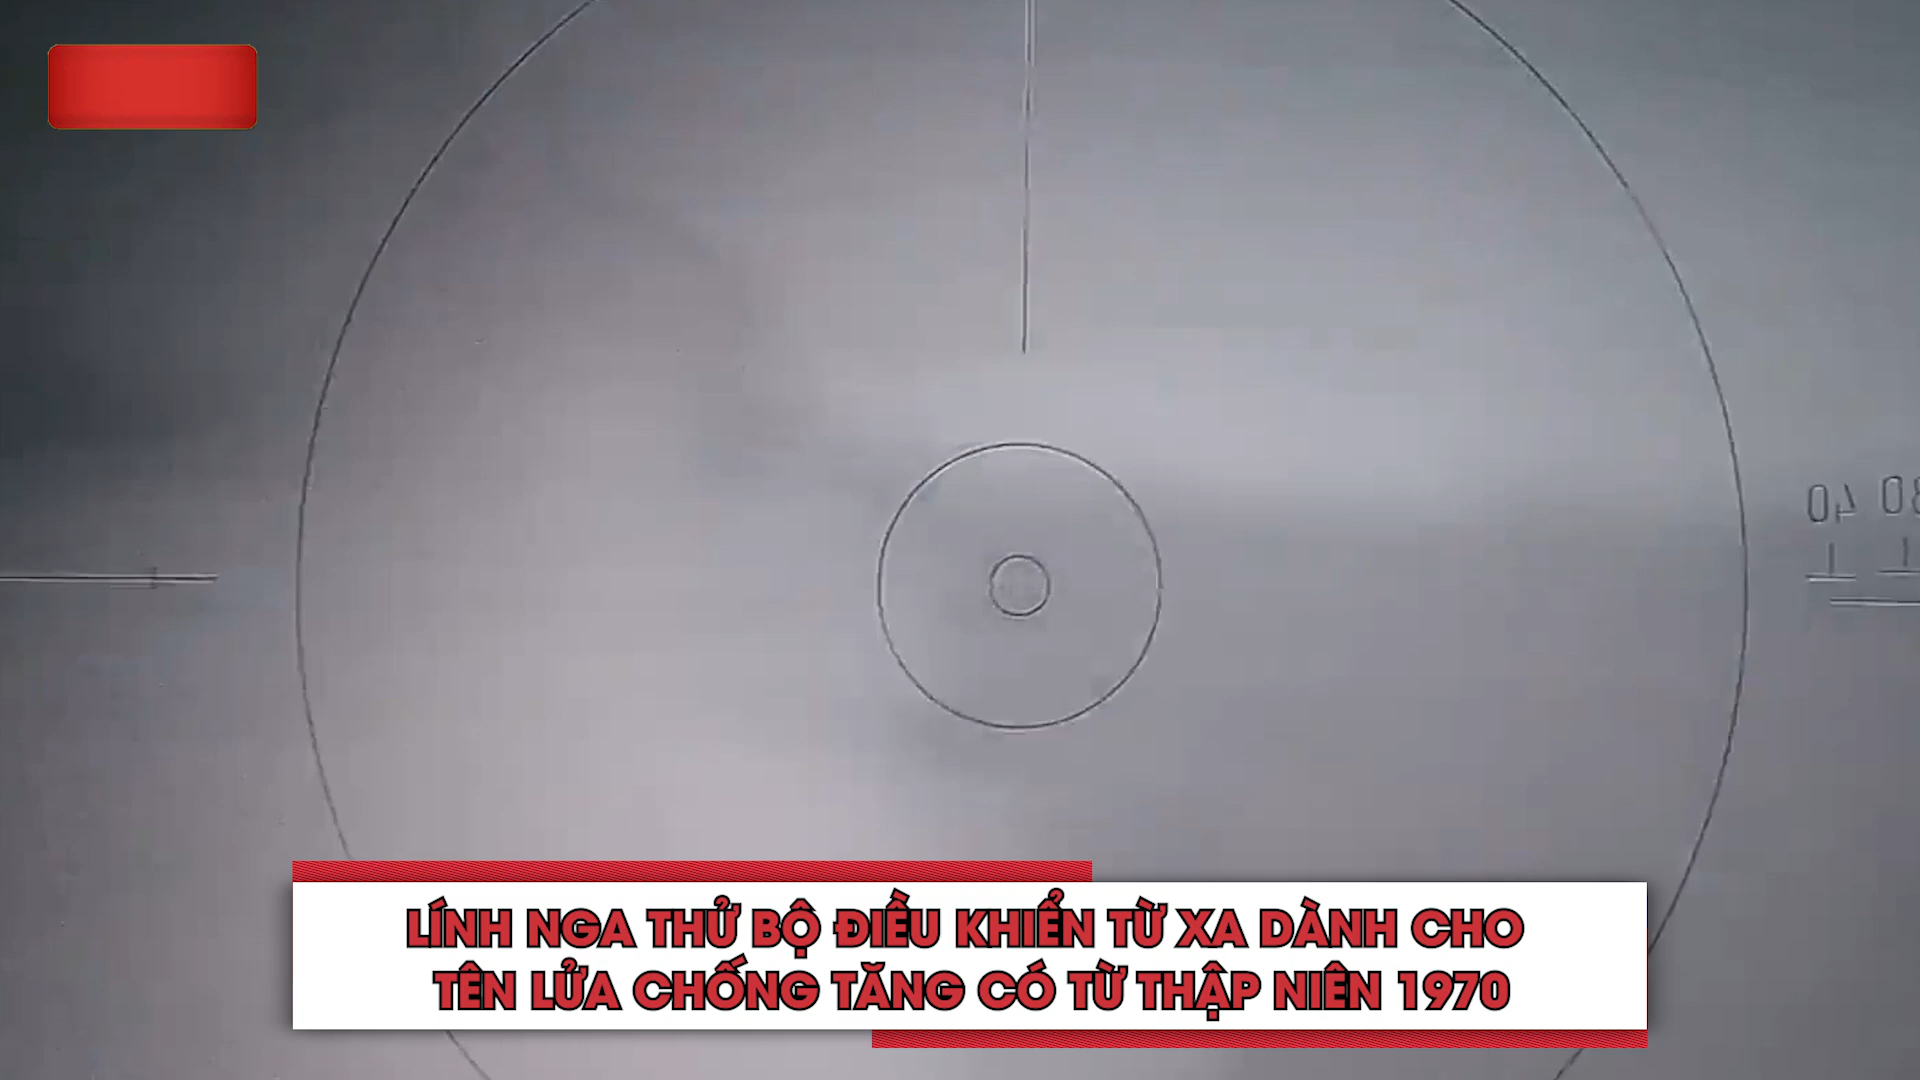 40
LÍNH NGA THỬ BỘ ĐIỀU KHIỂN TỪ XA DÀNH CHO
TÊN LỬA CHỐNG TĂNG CÓ TỪ THẬP NIÊN 1970